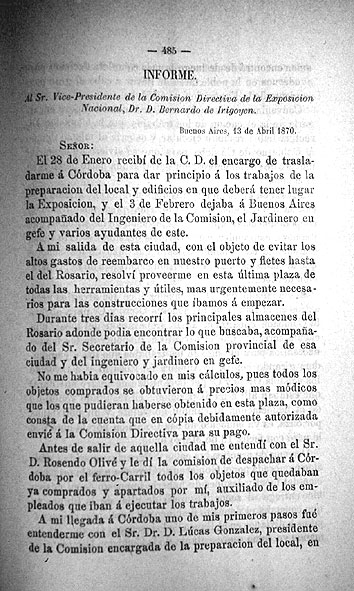 — 485 —
INFORME.
Al Sr. Vice-Presidente de la Comision Directiva de la Exposicion
Nacional, Dr. D. Bernardo de Irigoyen.
Buenos Aires, 13 de Abril 1870.
SEÑOR:
El 28 de Enero recibí de la C. D. el encargo de trasla-
darme á Córdoba para dar principio á los trabajos de la
preparacion del local y edificios en que deberá tener lugar
la Exposicion, y el 3 de Febrero dejaba á Buenos Aires
acompañado del Ingeniero de la Comision, el Jardinero en
gefe y varios ayudantes de este.
A mi salida de esta ciudad, con el objeto de evitar los
altos gastos de reembarco en nuestro puerto y fletes hasta
el del Rosario, resolví proveerme en esta última plaza de
todas las herramientas y útiles, mas urgentemente necesa-
rios para las construcciones que íbamos á empezar.
Durante tres dias recorrí los principales almacenes del
Rosario adonde podia encontrar lo que buscaba, acompaña-
do del Sr. Secretario de la Comision provincial de esa
ciudad y del ingeniero y jardinero en gefe.
No me había equivocado en mis cálculos, pues todos los
objetos comprados se obtuvieron á precios mas módicos
que los que pudieran haberse obtenido en esta plaza, como
consta de la cuenta que en cópia debidamente autorizada
envié á la Comision Directiva para su pago.
Antes de salir de aquella ciudad me entendí con el Sr.
D. Rosendo Olivé y le dí la comision de despachar á Cór-
doba por el ferro-Carril todos los objetos que quedaban
ya comprados y apartados por mí, auxiliado de los em-
pleados que iban á ejecutar los trabajos.
A mi llegada á Córdoba uno de mis primeros pasos fué
entenderme con el Sr. Dr. D. Lúcas Gonzalez, presidente
de la Comision encargada de la preparacion del local, en